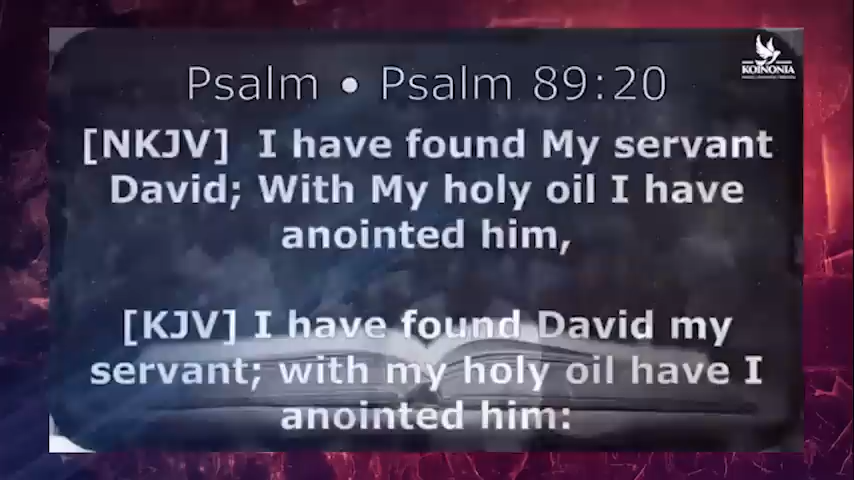 KOINONIA
Psalm • Psalm 89:20
[NKJV] I have found My servant
David; With My holy oil I have
anointed him,
[KJV] I have found David my
servant; with my holy oil have I
anointed him: